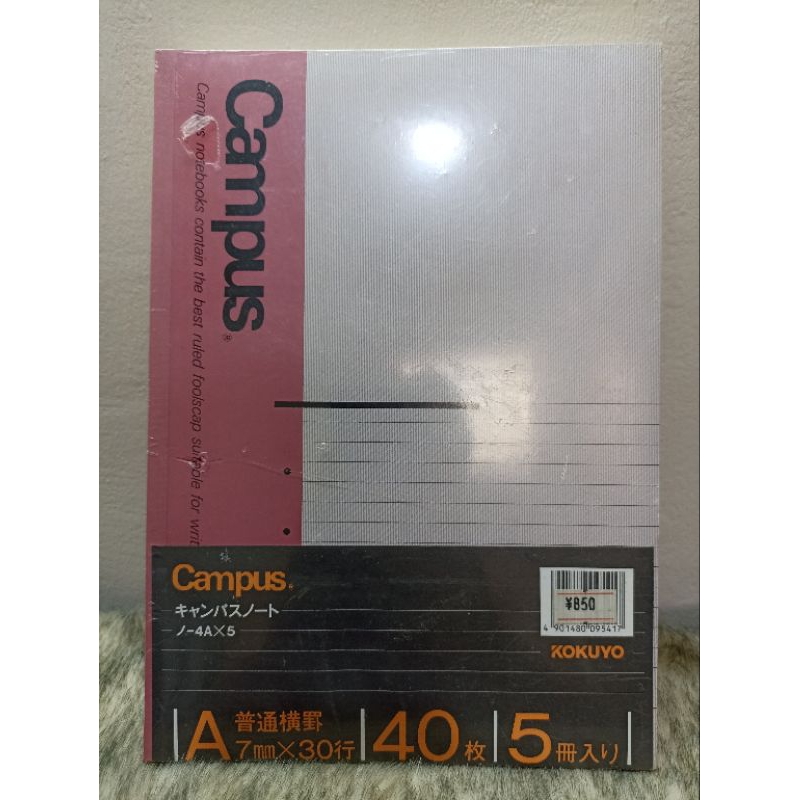 Campus®
Campus notebooks contain the best ruled foolscap suitable for writ
Campus®
キャンパスノート
ノ-4A×5
¥850
4 901480 095417
KOKUYO
A 普通横罫 7mm×30行 40枚 5冊入り